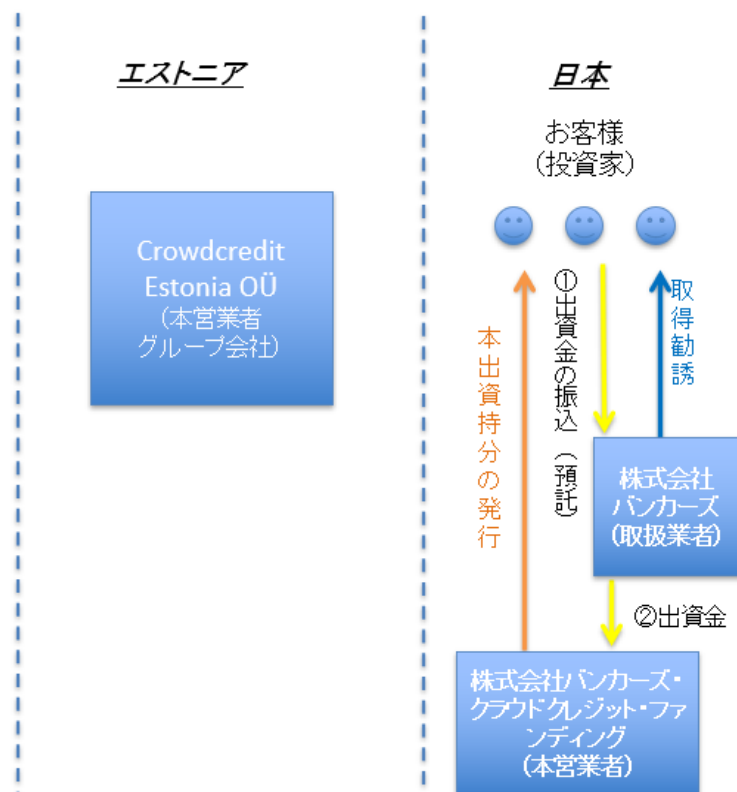 エストニア
日本
お客様
(投資家)
Crowdcredit
Estonia OÜ
(本営業者
グループ会社)
本出資持分の発行
①出資金の振込(預託)
取得勧誘
株式会社
バンカーズ
(取扱業者)
②出資金
株式会社バンカーズ・
クラウドクレジット・ファ
ンディング
(本営業者)